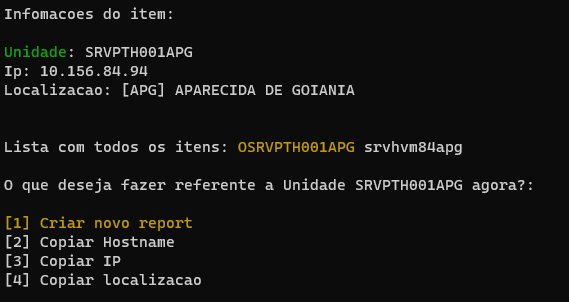 Infomacoes do item:
Unidade: SRVPTH001APG
Ip: 10.156.84.94
Localizacao: [APG] APARECIDA DE GOIANIA
Lista com todos os itens: OSRVPTH001APG srvhvm84apg
O que deseja fazer referente a Unidade SRVPTH001APG agora?:
[1] Criar novo report
[2] Copiar Hostname
[3] Copiar IP
[4] Copiar localizacao